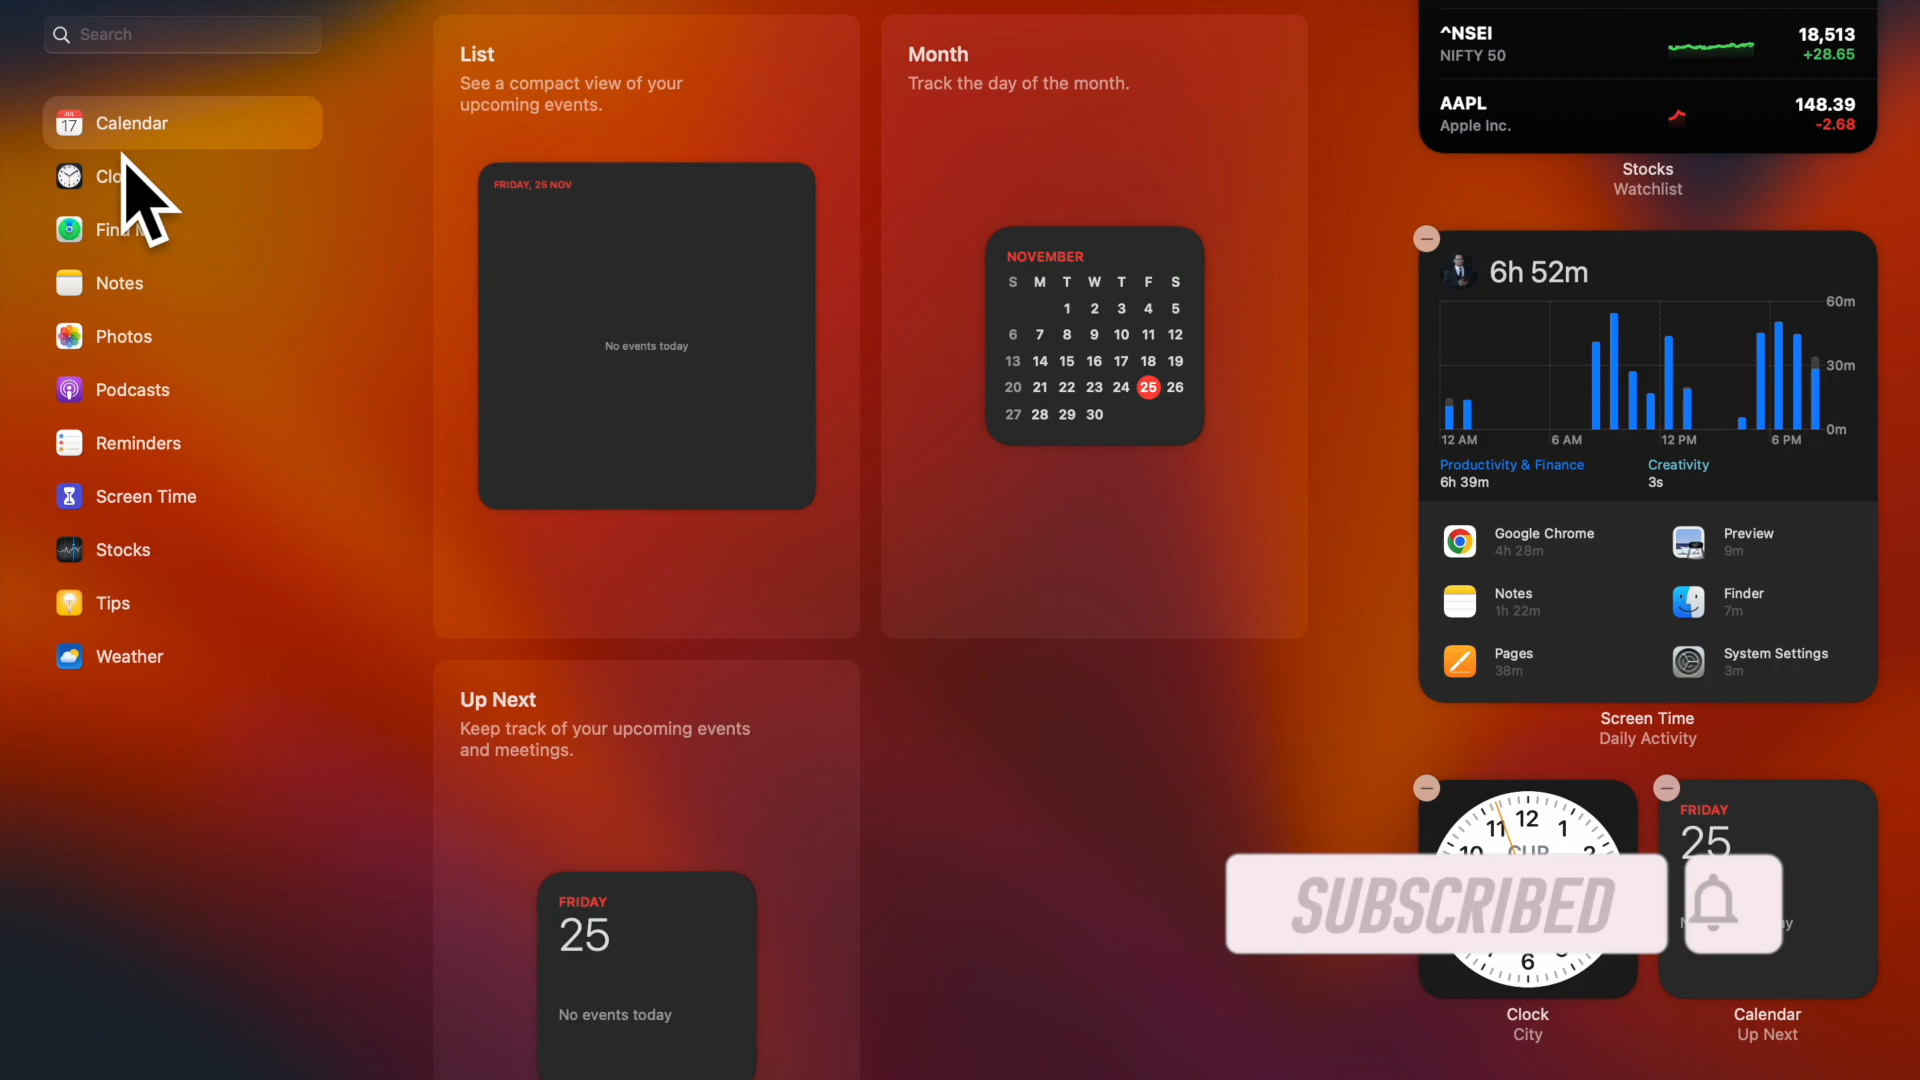 Search
Calendar
Notes
Photos
Podcasts
Reminders
Screen Time
Stocks
Tips
Weather
List
See a compact view of your
upcoming events.
FRIDAY, 25 NOV
No events today
Month
Track the day of the month.
NOVEMBER
S M T W T F S
1 2 3 4 5
6 7 8 9 10 11 12
13 14 15 16 17 18 19
20 21 22 23 24 25 26
27 28 29 30
Up Next
Keep track of your upcoming events
and meetings.
FRIDAY
25
No events today
^NSEI 18,513
NIFTY 50 +28.65
AAPL 148.39
Apple Inc. -2.68
Stocks
Watchlist
6h 52m
60m
30m
0m
12 AM 6 AM 12 PM 6 PM
Productivity & Finance Creativity
6h 39m 3s
Google Chrome Preview
4h 28m 9m
Notes Finder
1h 22m 7m
Pages System Settings
38m 3m
Screen Time
Daily Activity
11 12 1
6
FRIDAY
25
SUBSCRIBED
Clock
City
Calendar
Up Next